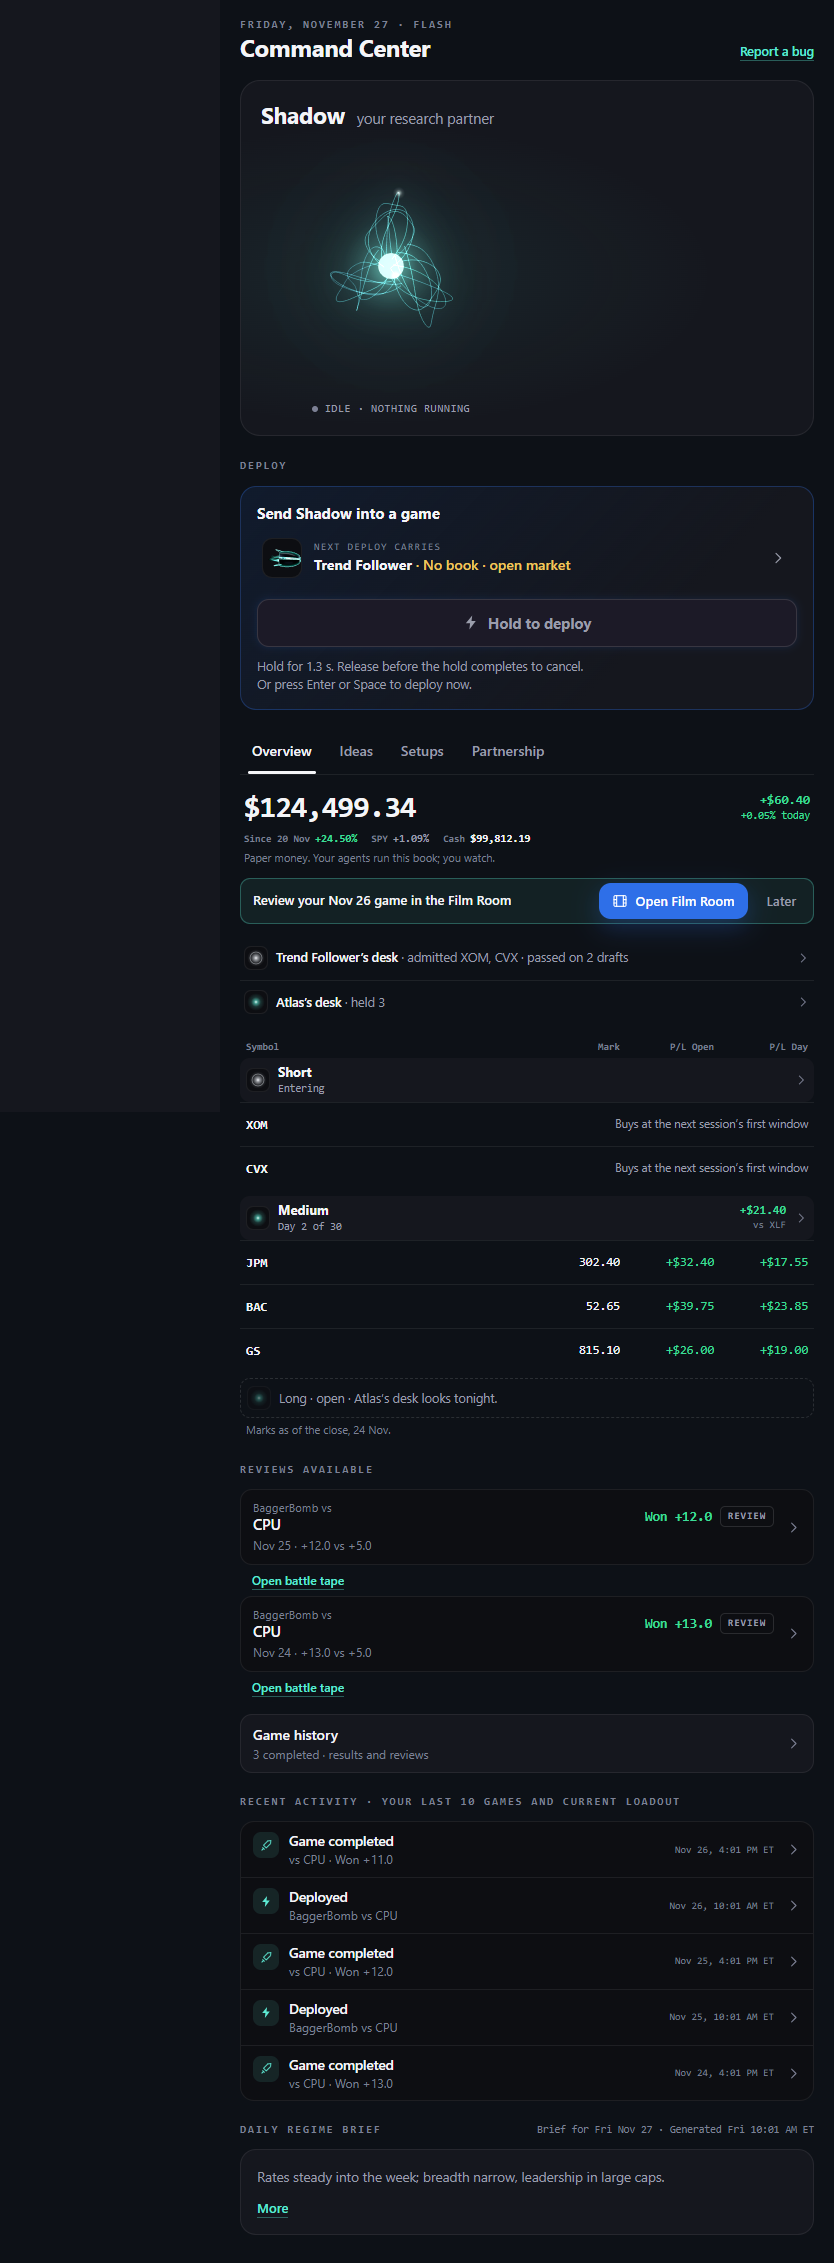 FRIDAY, NOVEMBER 27 · FLASH
Command Center
Report a bug
Shadow your research partner
IDLE · NOTHING RUNNING
DEPLOY
Send Shadow into a game
NEXT DEPLOY CARRIES
Trend Follower · No book · open market
Hold to deploy
Hold for 1.3 s. Release before the hold completes to cancel.
Or press Enter or Space to deploy now.
Overview Ideas Setups Partnership
$124,499.34
+$60.40
+0.05% today
Since 20 Nov +24.50% SPY +1.09% Cash $99,812.19
Paper money. Your agents run this book; you watch.
Review your Nov 26 game in the Film Room
Open Film Room
Later
Trend Follower's desk · admitted XOM, CVX · passed on 2 drafts
Atlas's desk · held 3
Symbol Mark P/L Open P/L Day
Short
Entering
XOM Buys at the next session's first window
CVX Buys at the next session's first window
Medium
Day 2 of 30
+$21.40
vs XLF
JPM 302.40 +$32.40 +$17.55
BAC 52.65 +$39.75 +$23.85
GS 815.10 +$26.00 +$19.00
Long · open · Atlas's desk looks tonight.
Marks as of the close, 24 Nov.
REVIEWS AVAILABLE
BaggerBomb vs
CPU
Nov 25 · +12.0 vs +5.0
Won +12.0 REVIEW
Open battle tape
BaggerBomb vs
CPU
Nov 24 · +13.0 vs +5.0
Won +13.0 REVIEW
Open battle tape
Game history
3 completed · results and reviews
RECENT ACTIVITY · YOUR LAST 10 GAMES AND CURRENT LOADOUT
Game completed
vs CPU · Won +11.0
Nov 26, 4:01 PM ET
Deployed
BaggerBomb vs CPU
Nov 26, 10:01 AM ET
Game completed
vs CPU · Won +12.0
Nov 25, 4:01 PM ET
Deployed
BaggerBomb vs CPU
Nov 25, 10:01 AM ET
Game completed
vs CPU · Won +13.0
Nov 24, 4:01 PM ET
DAILY REGIME BRIEF
Brief for Fri Nov 27 · Generated Fri 10:01 AM ET
Rates steady into the week; breadth narrow, leadership in large caps.
More